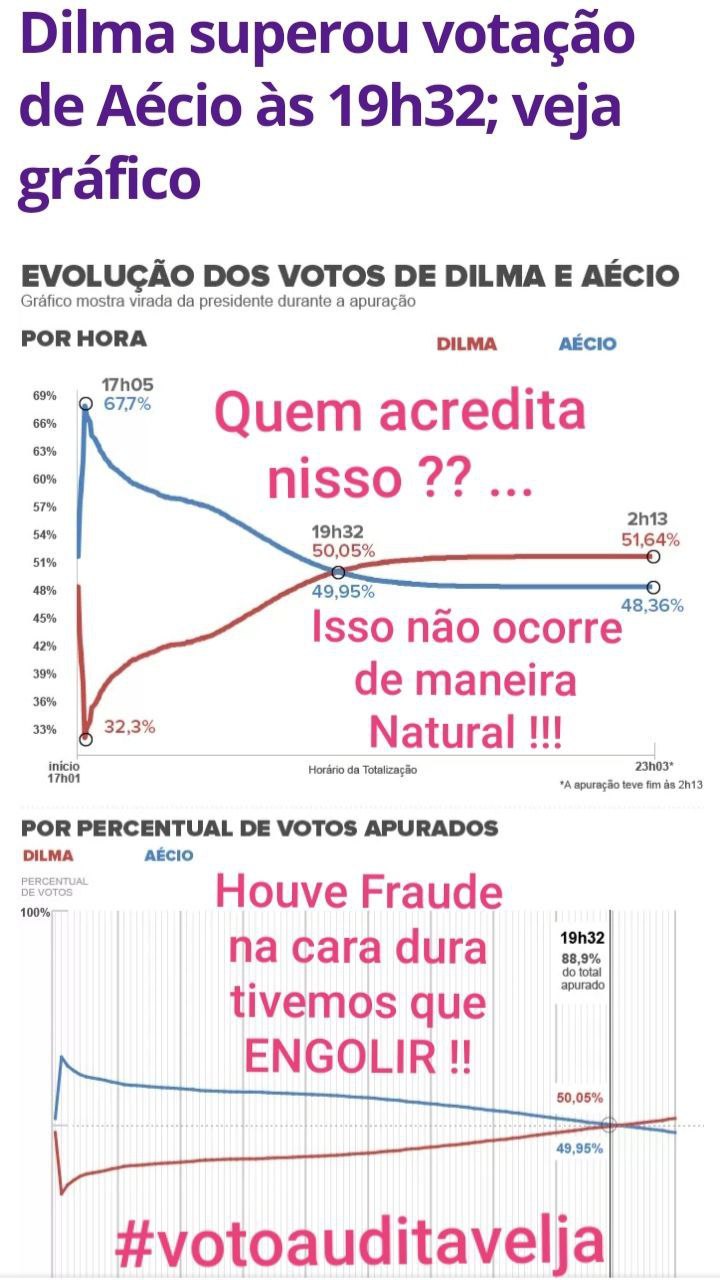 Dilma superou votação
de Aécio às 19h32; veja
gráfico
EVOLUÇÃO DOS VOTOS DE DILMA E AÉCIO
Gráfico mostra virada da presidente durante a apuração
POR HORA
DILMA AÉCIO
69%
66%
63%
60%
57%
54%
51%
48%
45%
42%
39%
36%
33%
17h05
67,7%
Quem acredita
nisso ?? ...
19h32
50,05%
49,95%
2h13
51,64%
48,36%
Isso não ocorre
de maneira
Natural !!!
32,3%
início
17h01
Horário da Totalização
23h03*
*A apuração teve fim às 2h13
POR PERCENTUAL DE VOTOS APURADOS
DILMA AÉCIO
PERCENTUAL
DE VOTOS
100%
Houve Fraude
na cara dura
tivemos que
ENGOLIR !!
19h32
88,9%
do total
apurado
50,05%
49,95%
#votoauditavelja